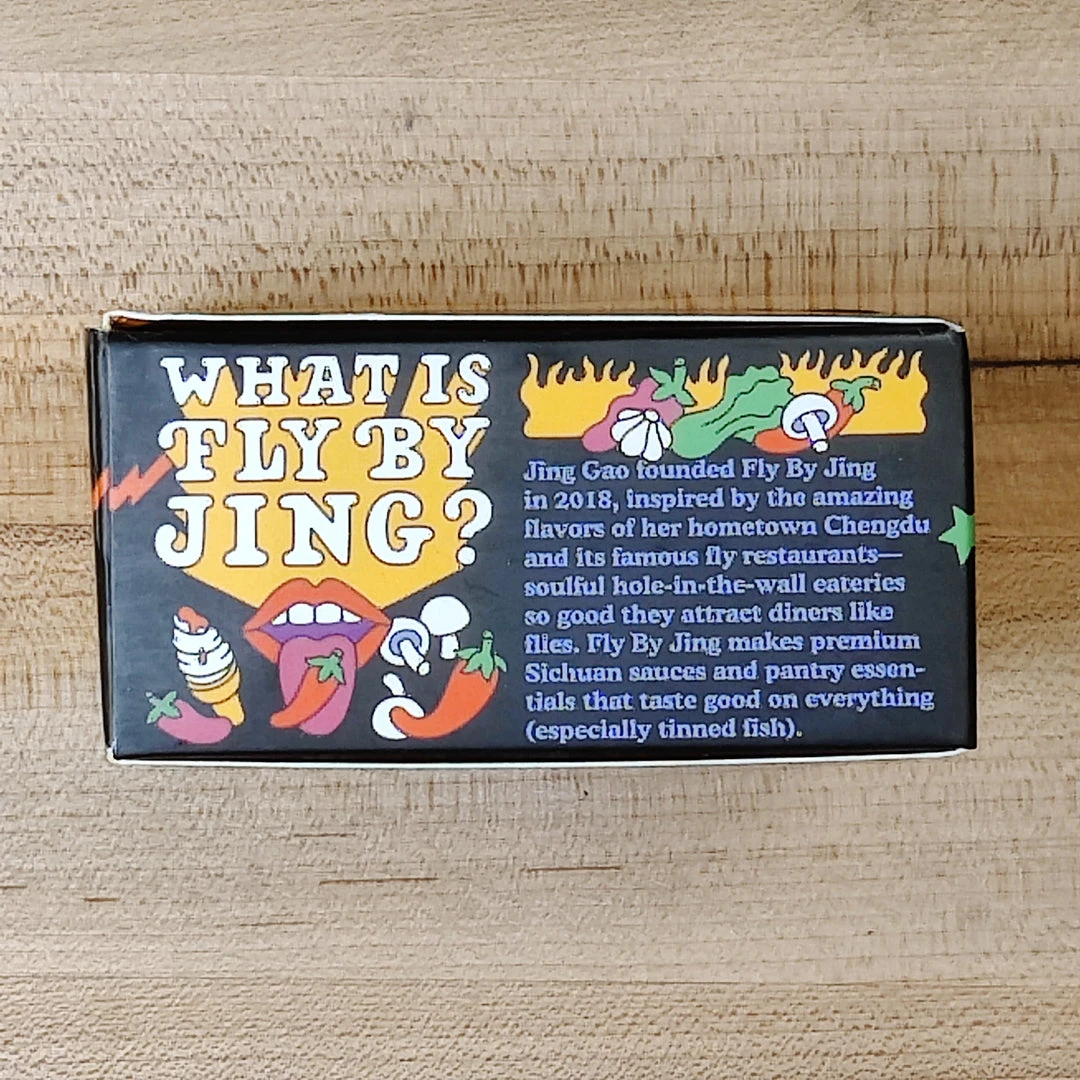 WHAT IS
FLY BY
JING?
Jing Gao founded Fly By Jing
in 2018, inspired by the amazing
flavors of her hometown Chengdu
and its famous fly restaurants—
soulful hole-in-the-wall eateries
so good they attract diners like
flies. Fly By Jing makes premium
Sichuan sauces and pantry essen-
tials that taste good on everything
(especially tinned fish).